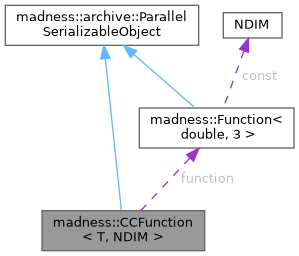 madness::archive::Parallel
SerializableObject
NDIM
const
madness::Function<
double, 3 >
function
madness::CCFunction
< T, NDIM >